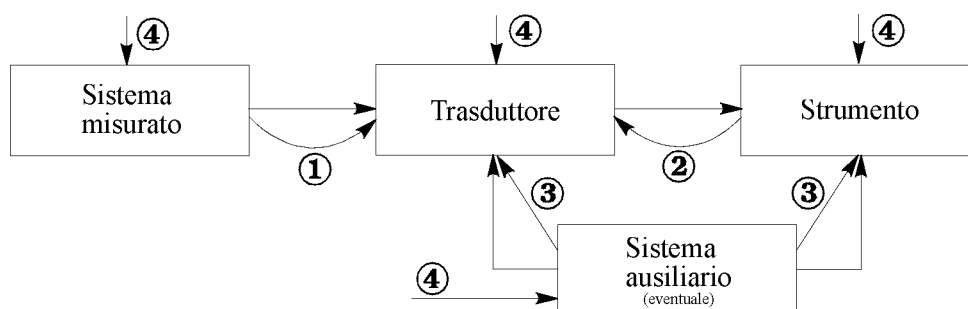 ④
④
④
Sistema
misurato
Trasduttore
Strumento
①
②
③
③
Sistema
ausiliario
(eventuale)
④